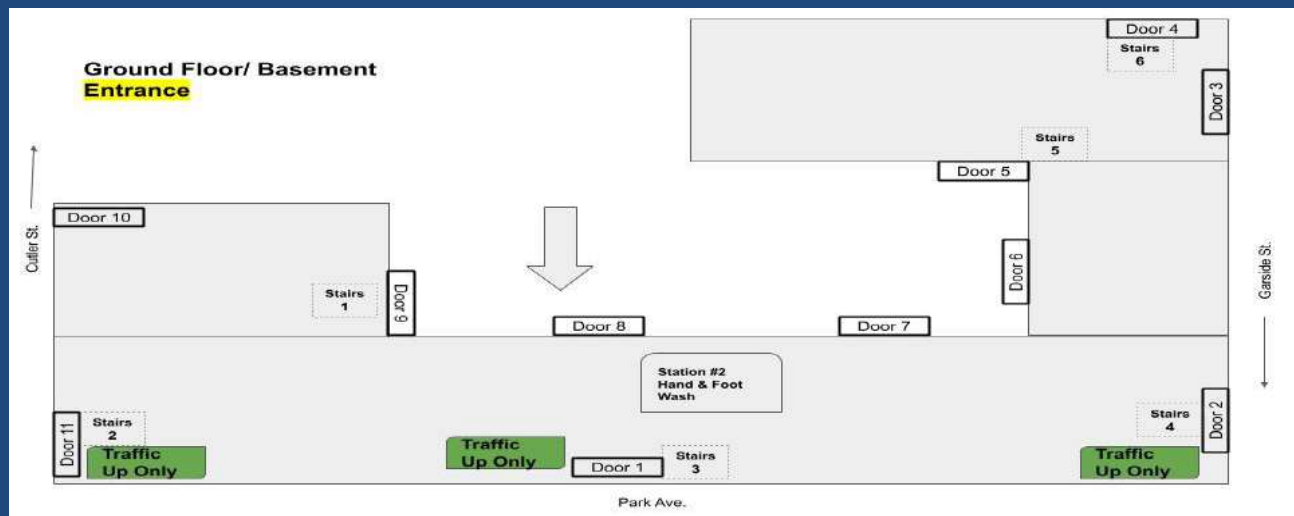 Ground Floor/ Basement
Entrance
Door 4
Stairs
6
Door 3
Stairs
5
Door 5
Cutler St.
Door 10
Door 6
Garside St.
Stairs
1
Door 9
Door 8
Door 7
Station #2
Hand & Foot
Wash
Door 11
Stairs
2
Traffic
Up Only
Traffic
Up Only
Door 1
Stairs
3
Stairs
4
Door 2
Traffic
Up Only
Park Ave.